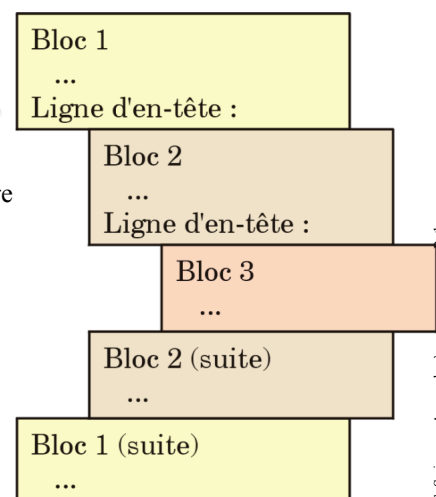 Bloc 1
...
Ligne d'en-tête :
Bloc 2
...
Ligne d'en-tête :
Bloc 3
...
Bloc 2 (suite)
...
Bloc 1 (suite)
...